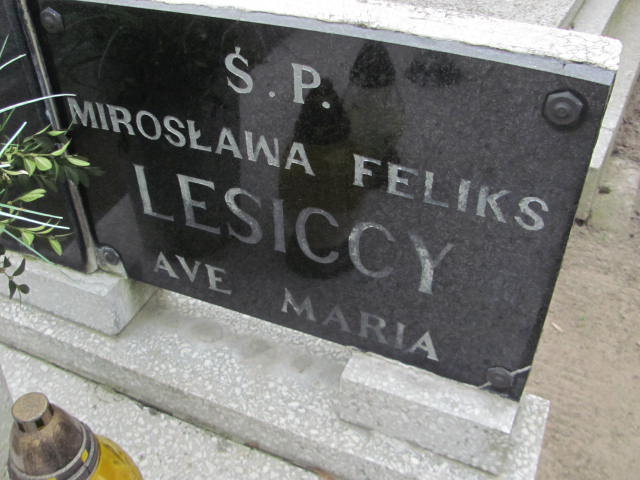 Ś.P.
MIROSŁAWA FELIKS
LESICCY
AVE MARIA